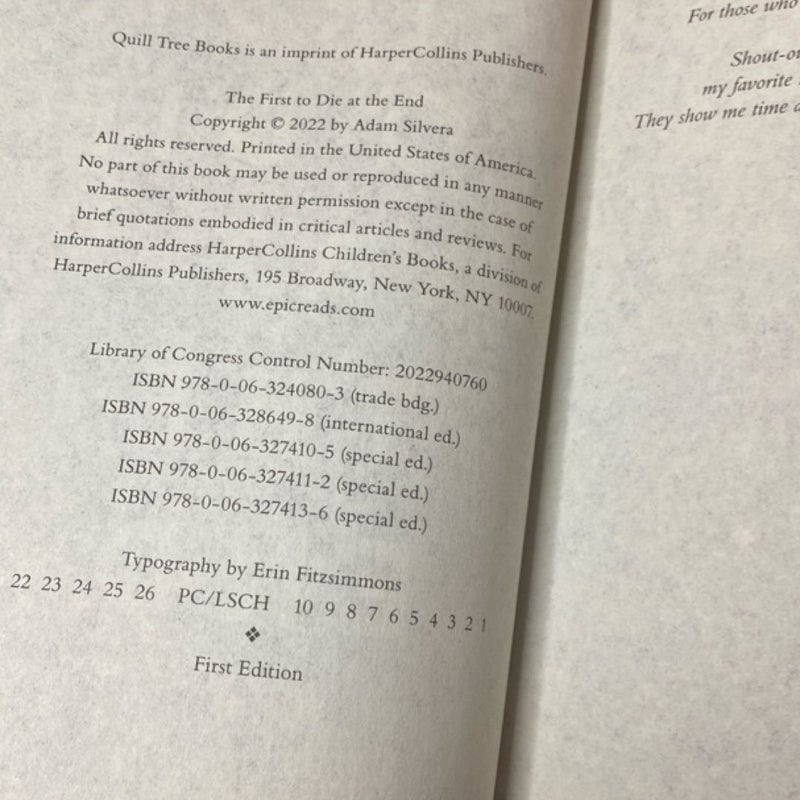 Quill Tree Books is an imprint of HarperCollins Publishers.
The First to Die at the End
Copyright © 2022 by Adam Silvera
All rights reserved. Printed in the United States of America.
No part of this book may be used or reproduced in any manner
whatsoever without written permission except in the case of
brief quotations embodied in critical articles and reviews. For
information address HarperCollins Children's Books, a division of
HarperCollins Publishers, 195 Broadway, New York, NY 10007.
www.epicreads.com
Library of Congress Control Number: 2022940760
ISBN 978-0-06-324080-3 (trade bdg.)
ISBN 978-0-06-328649-8 (international ed.)
ISBN 978-0-06-327410-5 (special ed.)
ISBN 978-0-06-327411-2 (special ed.)
ISBN 978-0-06-327413-6 (special ed.)
Typography by Erin Fitzsimmons
22 23 24 25 26 PC/LSCH 10 9 8 7 6 5 4 3 2 1
First Edition
For those who
Shout-ou
my favorite
They show me time